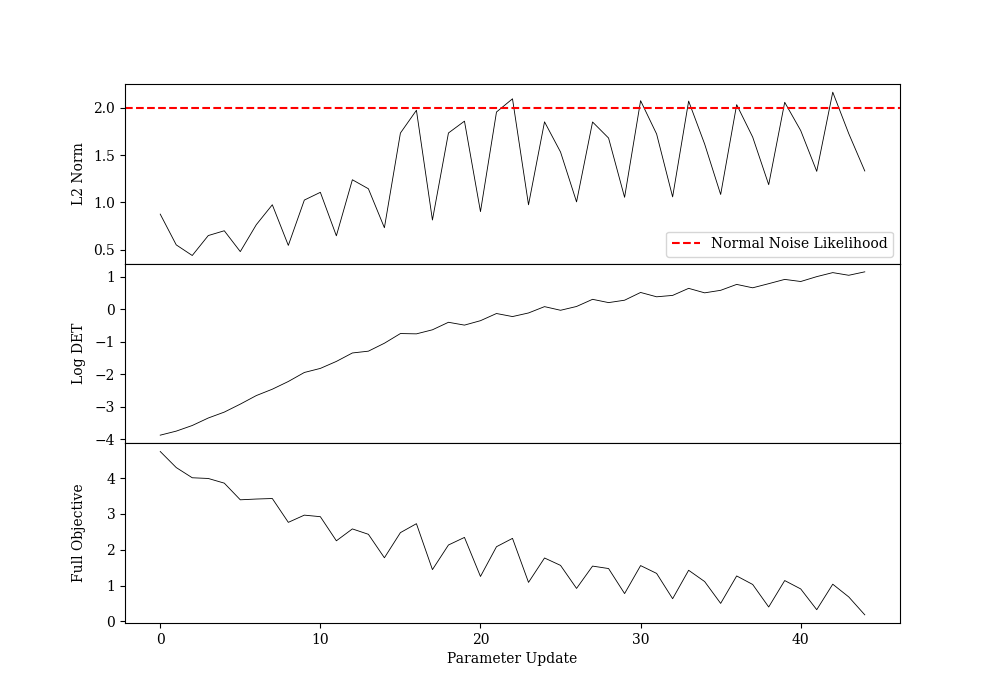 2.0
1.5
1.0
0.5
L2 Norm
Normal Noise Likelihood
1
0
−1
−2
−3
−4
Log DET
4
3
2
1
0
Full Objective
0 10 20 30 40
Parameter Update